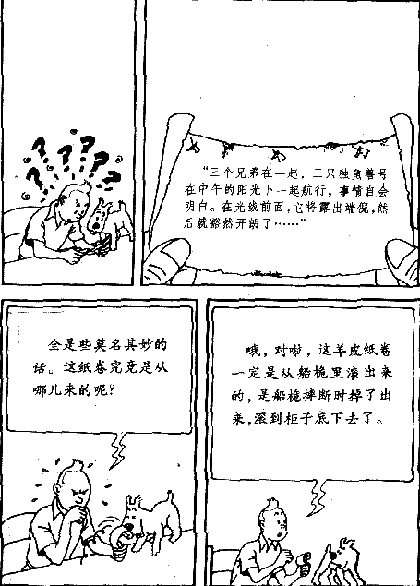 ? ? ? ? ? ?
“三个兄弟在一起，三只独角兽号
在中午的阳光下一起航行，事情自会
明白。在光线前面，它将露出端倪，然
后就豁然开朗了……”
全是些莫名其妙的
话。这纸卷究竟是从
哪儿来的呢？
哦，对啦，这羊皮纸卷
一定是从船桅里滚出来
的，是船桅摔断时掉了出
来，滚到柜子底下去了。